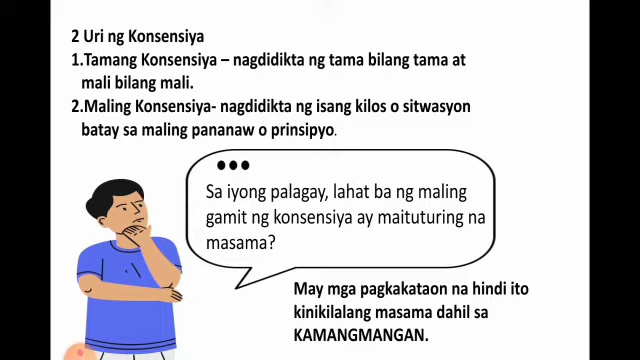 2 Uri ng Konsensiya
1.Tamang Konsensiya – nagdidikta ng tama bilang tama at
mali bilang mali.
2.Maling Konsensiya- nagdidikta ng isang kilos o sitwasyon
batay sa maling pananaw o prinsipyo.
Sa iyong palagay, lahat ba ng maling
gamit ng konsensiya ay maituturing na
masama?
May mga pagkakataon na hindi ito
kinikilalang masama dahil sa
KAMANGMANGAN.